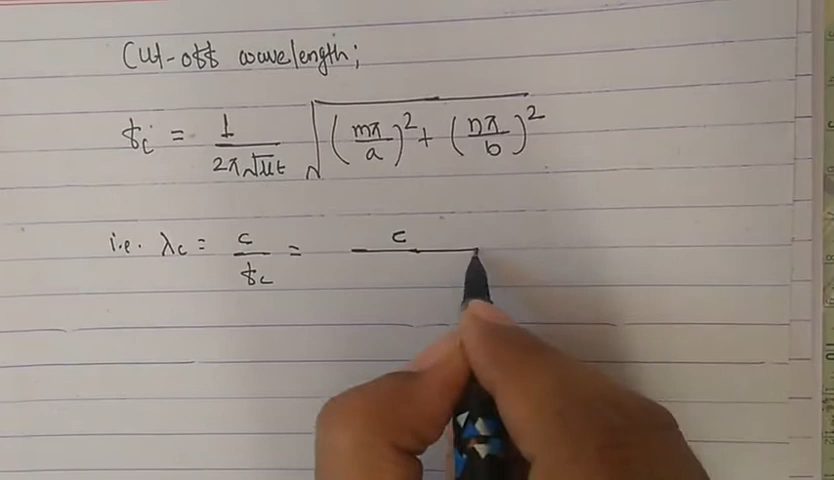 Cut-off wavelength;
fc = 1 / 2π√με √(mπ/a)² + (nπ/b)²
i.e. λc = c/fc = c